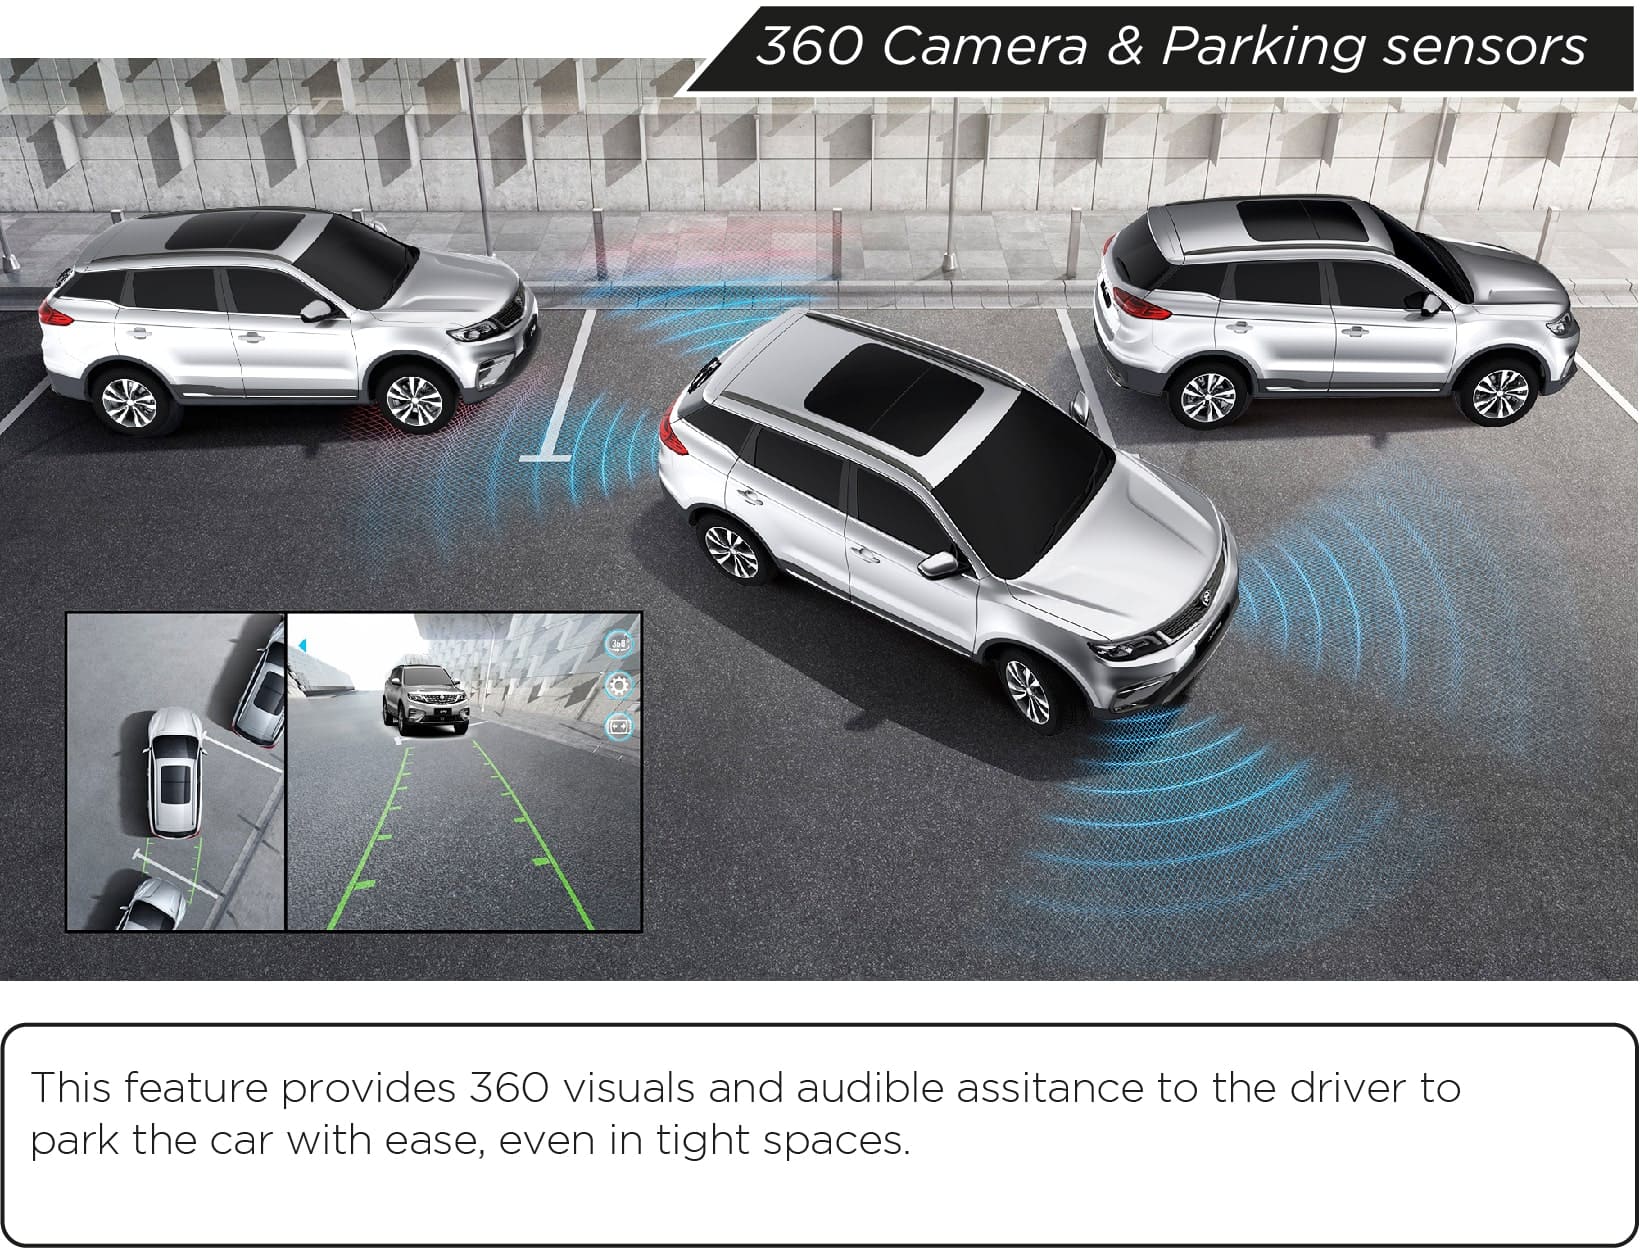 360 Camera & Parking sensors
360°
This feature provides 360 visuals and audible assitance to the driver to
park the car with ease, even in tight spaces.